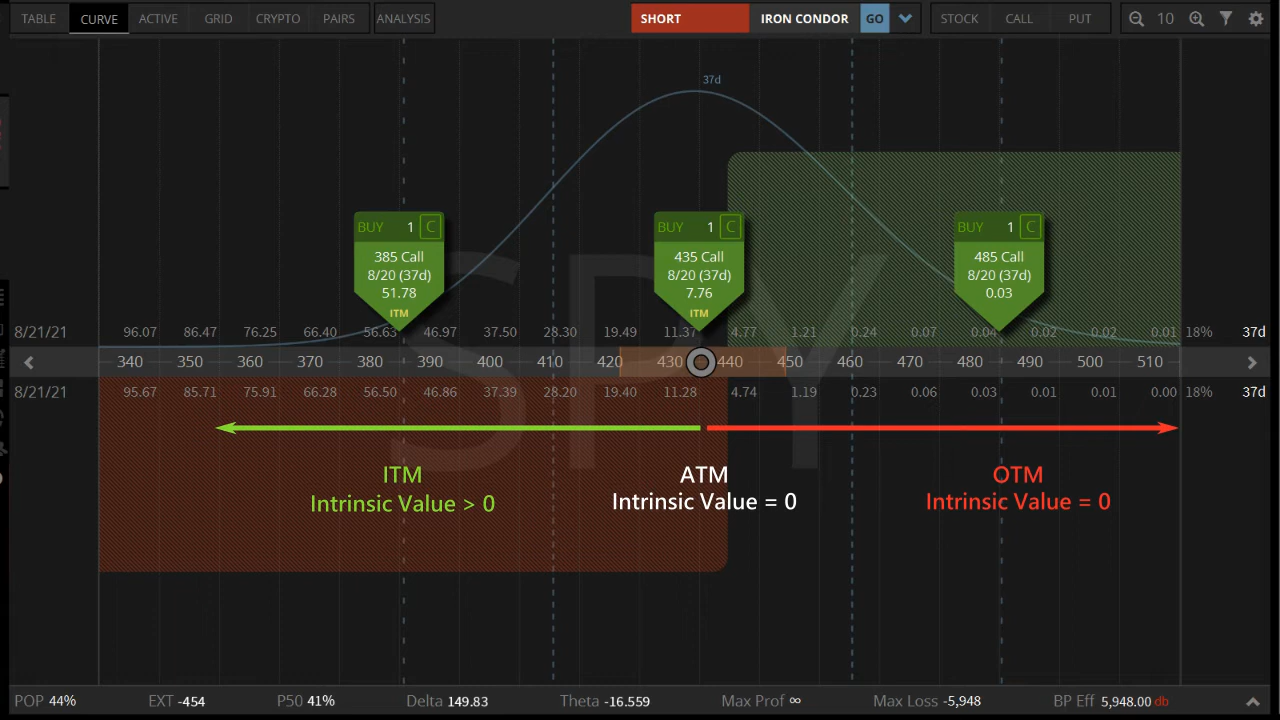 TABLE CURVE ACTIVE GRID CRYPTO PAIRS ANALYSIS SHORT IRON CONDOR GO STOCK CALL PUT 10
37d
SPY
BUY 1 C
385 Call
8/20 (37d)
51.78
ITM
BUY 1 C
435 Call
8/20 (37d)
7.76
ITM
BUY 1 C
485 Call
8/20 (37d)
0.03
8/21/21 96.07 86.47 76.25 66.40 56.63 46.97 37.50 28.30 19.49 11.37 4.77 1.21 0.24 0.07 0.04 0.02 0.02 0.01 18% 37d
340 350 360 370 380 390 400 410 420 430 440 450 460 470 480 490 500 510
8/21/21 95.67 85.71 75.91 66.28 56.50 46.86 37.39 28.20 19.40 11.28 4.74 1.19 0.23 0.06 0.03 0.01 0.01 0.00 18% 37d
ITM
Intrinsic Value > 0
ATM
Intrinsic Value = 0
OTM
Intrinsic Value = 0
POP 44% EXT -454 P50 41% Delta 149.83 Theta -16.559 Max Prof ∞ Max Loss -5,948 BP Eff 5,948.00 db